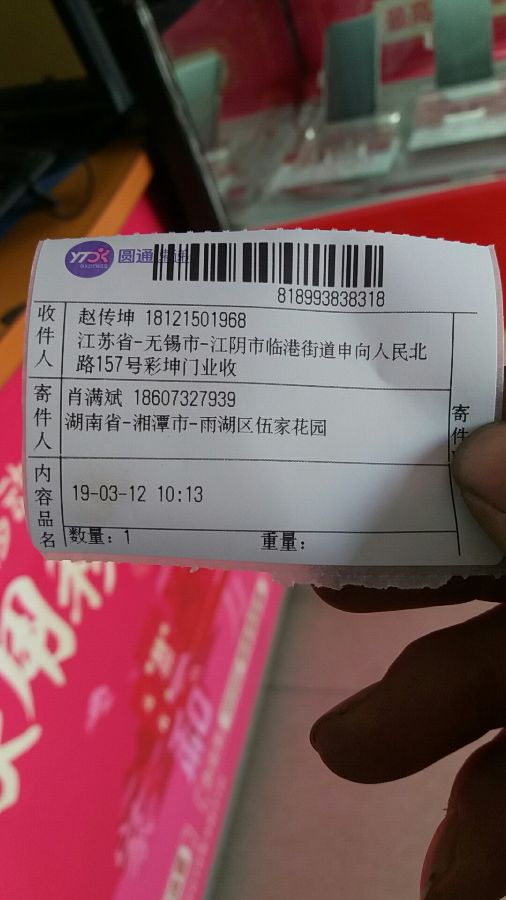 YTO
圆通速递
818993838318
收件人
赵传坤 18121501968
江苏省-无锡市-江阴市临港街道申向人民北
路157号彩坤门业收
寄件人
肖满斌 18607327939
湖南省-湘潭市-雨湖区伍家花园
寄件
内容品名
19-03-12 10:13
数量：1
重量：
最高
用